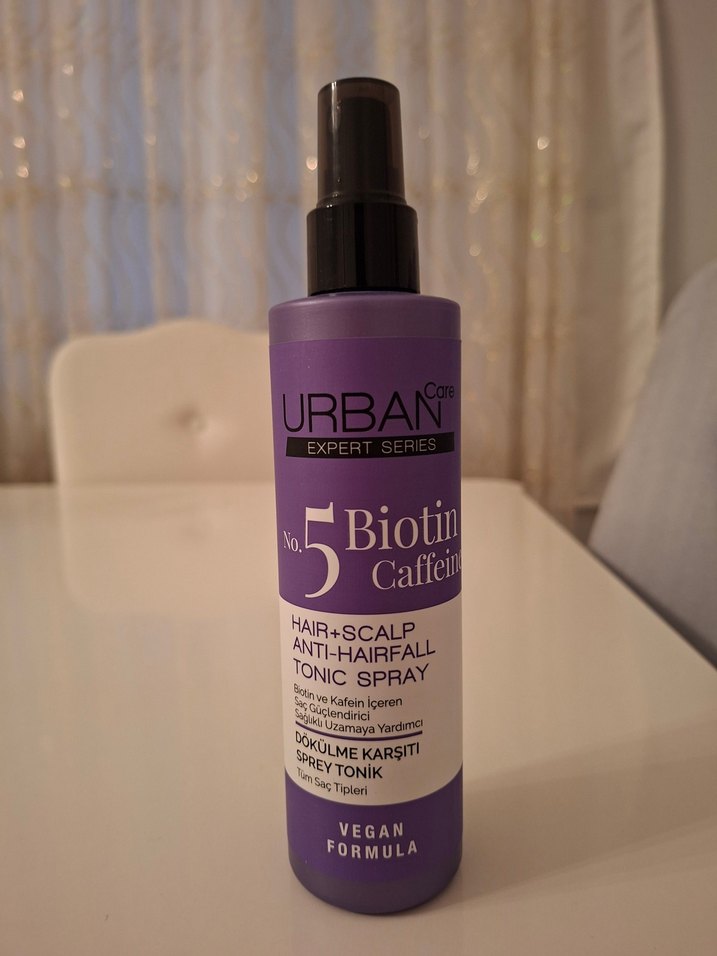 URBAN Care
EXPERT SERIES
No. 5 Biotin
Caffeine
HAIR+SCALP
ANTI-HAIRFALL
TONIC SPRAY
Biotin ve Kafein İçeren
Saç Güçlendirici
Sağlıklı Uzamaya Yardımcı
DÖKÜLME KARŞITI
SPREY TONİK
Tüm Saç Tipleri
VEGAN
FORMULA